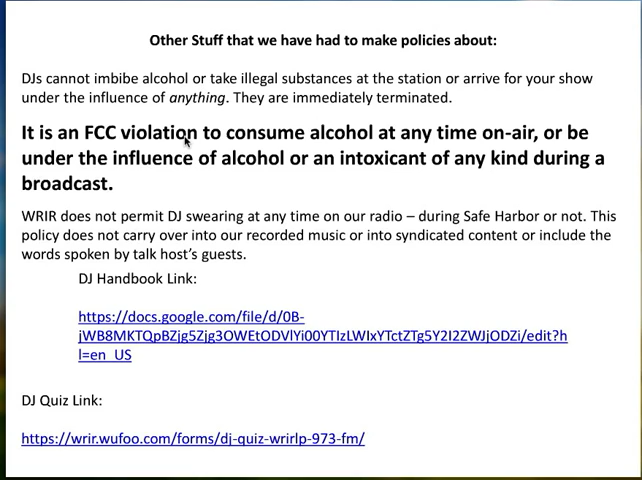 Other Stuff that we have had to make policies about:
DJs cannot imbibe alcohol or take illegal substances at the station or arrive for your show
under the influence of anything. They are immediately terminated.
It is an FCC violation to consume alcohol at any time on-air, or be
under the influence of alcohol or an intoxicant of any kind during a
broadcast.
WRIR does not permit DJ swearing at any time on our radio – during Safe Harbor or not. This
policy does not carry over into our recorded music or into syndicated content or include the
words spoken by talk host's guests.
DJ Handbook Link:
https://docs.google.com/file/d/0B-
jWB8MKTQpBZjg5Zjg3OWEtODVlYi00YTIzLWIxYTctZTg5Y2I2ZWJjODZi/edit?h
l=en_US
DJ Quiz Link:
https://wrir.wufoo.com/forms/dj-quiz-wrirlp-973-fm/